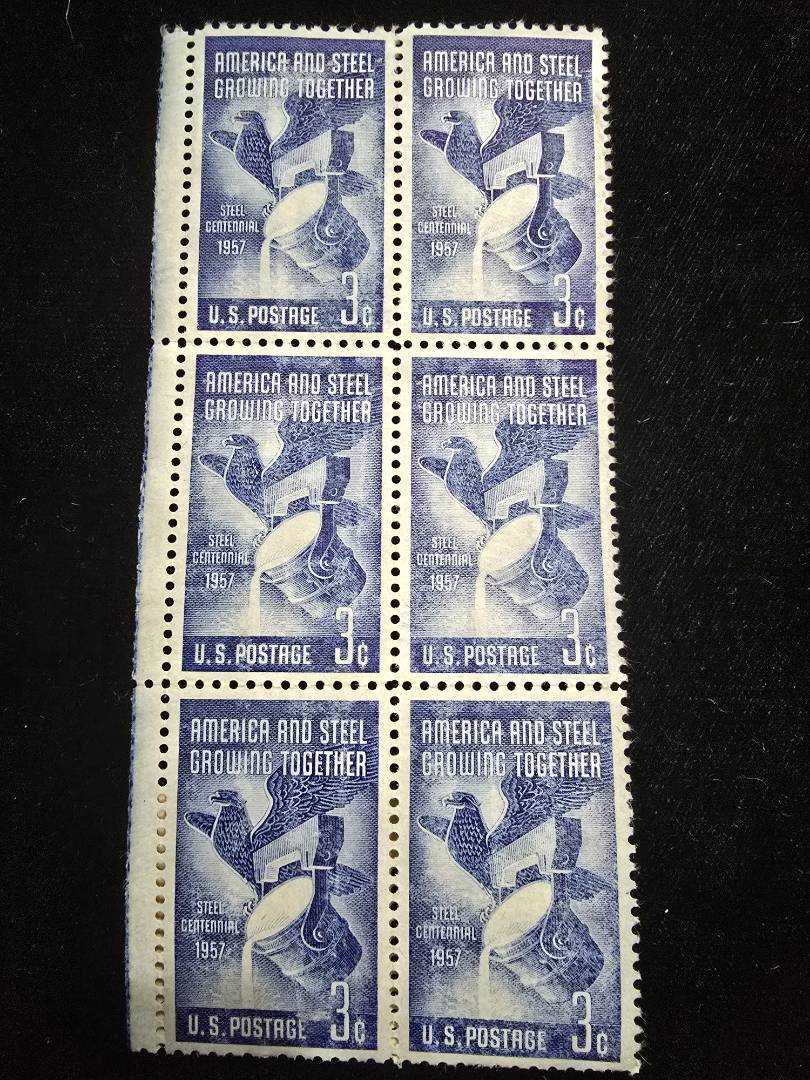 AMERICA AND STEEL
GROWING TOGETHER
STEEL
CENTENNIAL
1957
U.S. POSTAGE 3¢
AMERICA AND STEEL
GROWING TOGETHER
STEEL
CENTENNIAL
1957
U.S. POSTAGE 3¢
AMERICA AND STEEL
GROWING TOGETHER
STEEL
CENTENNIAL
1957
U.S. POSTAGE 3¢
AMERICA AND STEEL
GROWING TOGETHER
STEEL
CENTENNIAL
1957
U.S. POSTAGE 3¢
AMERICA AND STEEL
GROWING TOGETHER
STEEL
CENTENNIAL
1957
U.S. POSTAGE 3¢
AMERICA AND STEEL
GROWING TOGETHER
STEEL
CENTENNIAL
1957
U.S. POSTAGE 3¢